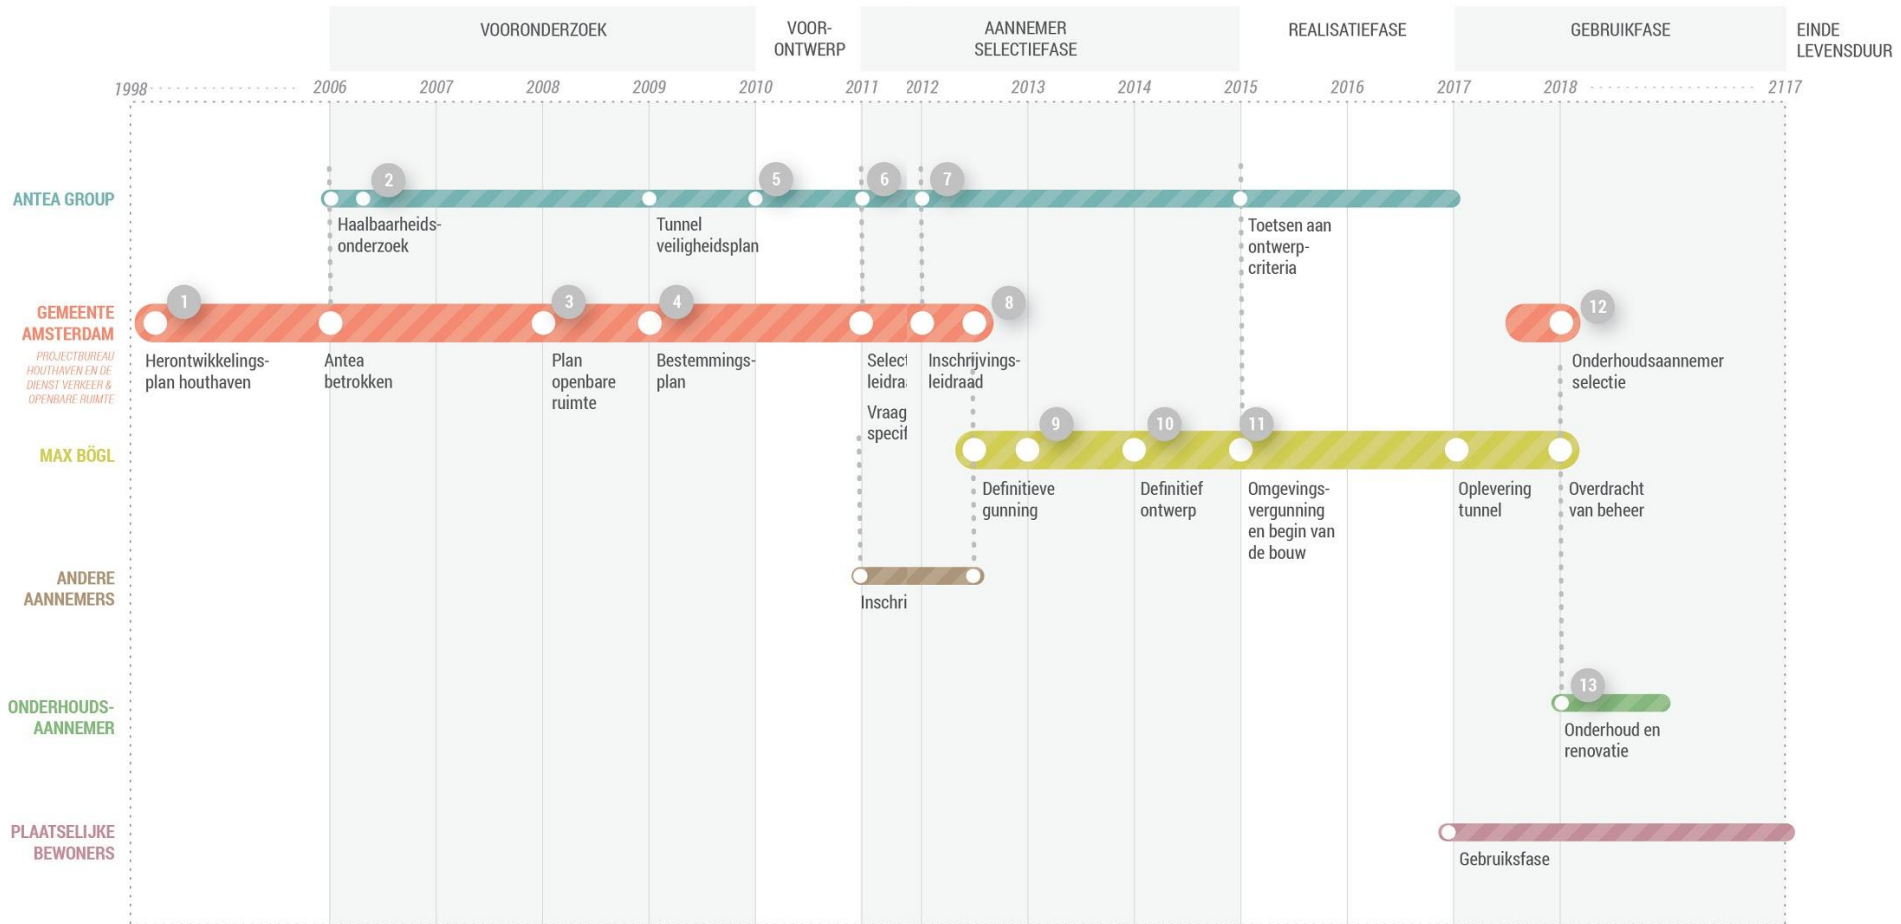 VOORONDERZOEK
VOOR-
ONTWERP
AANNEMER
SELECTIEFASE
REALISATIEFASE
GEBRUIKFASE
EINDE
LEVENSDUUR
1998 2006 2007 2008 2009 2010 2011 2012 2013 2014 2015 2016 2017 2018 2117
ANTEA GROUP
2
5
6
7
Haalbaarheids-
onderzoek
Tunnel
veiligheidsplan
Toetsen aan
ontwerp-
criteria
GEMEENTE
AMSTERDAM
PROJECTBUREAU
HOUTHAVEN EN DE
DIENST VERKEER &
OPENBARE RUIMTE
1
3
4
8
12
Herontwikkelings-
plan houthaven
Antea
betrokken
Plan
openbare
ruimte
Bestemmings-
plan
Select
leidra
Vraag
specif
Inschrijvings-
leidraad
Onderhoudsaannemer
selectie
MAX BÖGL
9
10
11
Definitieve
gunning
Definitief
ontwerp
Omgevings-
vergunning
en begin van
de bouw
Oplevering
tunnel
Overdracht
van beheer
ANDERE
AANNEMERS
Inschri
ONDERHOUDS-
AANNEMER
13
Onderhoud en
renovatie
PLAATSELIJKE
BEWONERS
Gebruiksfase